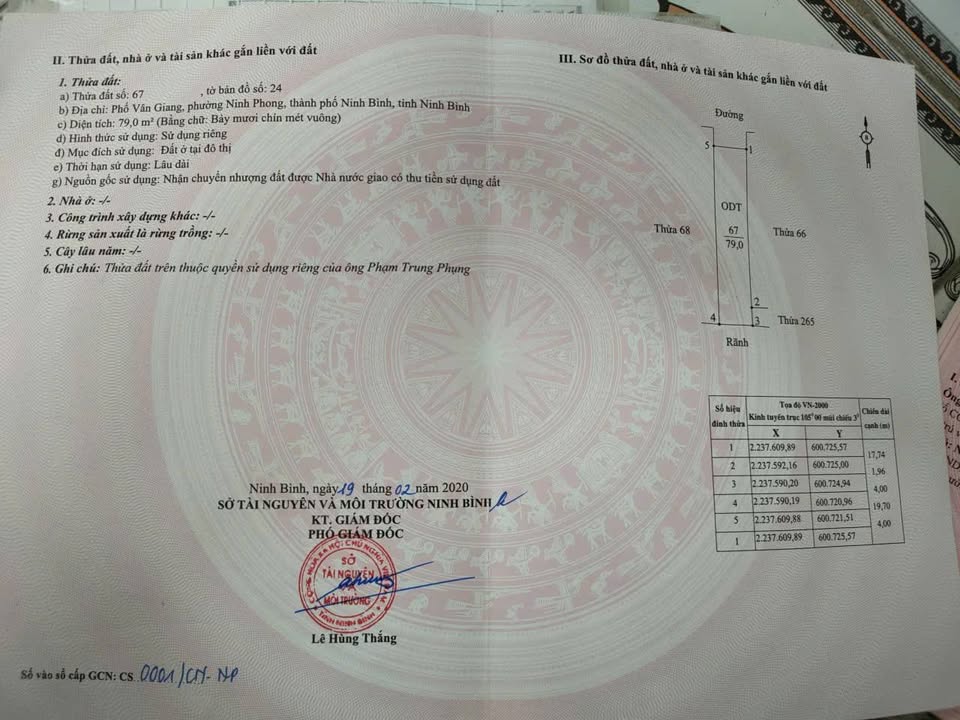 II. Thửa đất, nhà ở và tài sản khác gắn liền với đất
1. Thửa đất:
a) Thửa đất số: 67 , tờ bản đồ số: 24
b) Địa chỉ: Phố Văn Giang, phường Ninh Phong, thành phố Ninh Bình, tỉnh Ninh Bình
c) Diện tích: 79,0 m² (Bằng chữ: Bảy mươi chín mét vuông)
d) Hình thức sử dụng: Sử dụng riêng
đ) Mục đích sử dụng: Đất ở tại đô thị
e) Thời hạn sử dụng: Lâu dài
g) Nguồn gốc sử dụng: Nhận chuyển nhượng đất được Nhà nước giao có thu tiền sử dụng đất
2. Nhà ở: -/-
3. Công trình xây dựng khác: -/-
4. Rừng sản xuất là rừng trồng: -/-
5. Cây lâu năm: -/-
6. Ghi chú: Thửa đất trên thuộc quyền sử dụng riêng của ông Phạm Trung Phụng
Ninh Bình, ngày 19 tháng 02 năm 2020
SỞ TÀI NGUYÊN VÀ MÔI TRƯỜNG NINH BÌNH
KT. GIÁM ĐỐC
PHÓ GIÁM ĐỐC
CỘNG HÒA XÃ HỘI CHỦ NGHĨA VIỆT NAM
SỞ
TÀI NGUYÊN
VÀ
MÔI TRƯỜNG
TỈNH NINH BÌNH
Lê Hùng Thắng
Số vào sổ cấp GCN: CS 0001/CN-NP
III. Sơ đồ thửa đất, nhà ở và tài sản khác gắn liền với đất
Đường
5 1
ODT
Thửa 68 67 Thửa 66
79,0
2
4 3 Thửa 265
Rãnh
Số hiệu đỉnh thửa Tọa độ VN-2000 Chiều dài cạnh (m)
Kinh tuyến trục 105°00 múi chiếu 3°
X Y
1 2.237.609,89 600.725,57
17,74
2 2.237.592,16 600.725,00
1,96
3 2.237.590,20 600.724,94
4,00
4 2.237.590,19 600.720,96
19,70
5 2.237.609,88 600.721,51
4,00
1 2.237.609,89 600.725,57